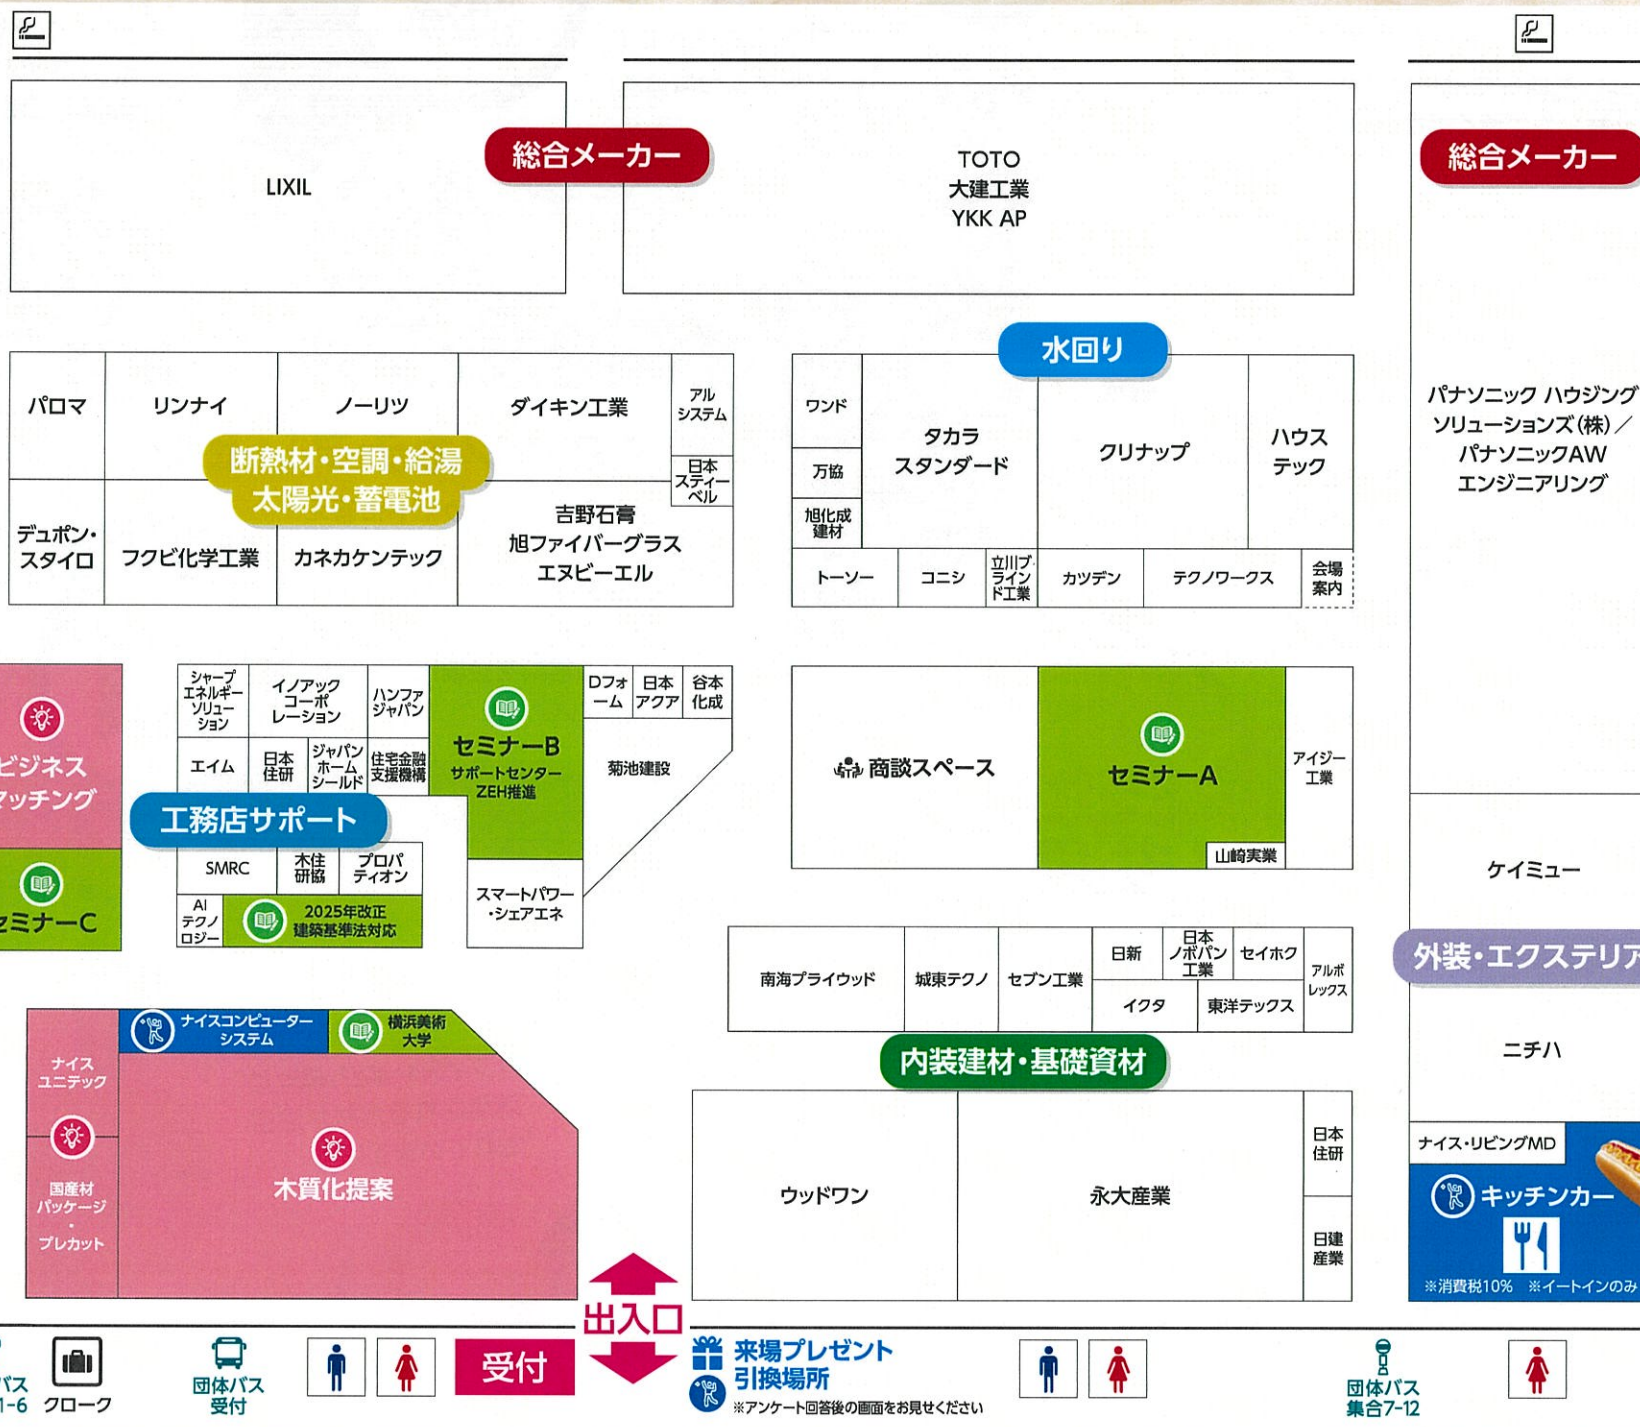 総合メーカー
LIXIL
TOTO
大建工業
YKK AP
総合メーカー
パナソニック ハウジング
ソリューションズ(株)／
パナソニックAW
エンジニアリング
パロマ
リンナイ
ノーリツ
ダイキン工業
アル
システム
日本
スティー
ベル
断熱材・空調・給湯
太陽光・蓄電池
デュポン・
スタイロ
フクビ化学工業
カネカケンテック
吉野石膏
旭ファイバーグラス
エヌビーエル
水回り
ワンド
万協
旭化成
建材
タカラ
スタンダード
クリナップ
ハウス
テック
トーソー
コニシ
立川ブ
ライン
ド工業
カツデン
テクノワークス
会場
案内
ビジネス
マッチング
セミナーC
シャープ
エネルギー
ソリュー
ション
イノアック
コーポ
レーション
ハンファ
ジャパン
エイム
日本
住研
ジャパン
ホーム
シールド
住宅金融
支援機構
セミナーB
サポートセンター
ZEH推進
Dフォ
ーム
日本
アクア
谷本
化成
菊池建設
工務店サポート
SMRC
木住
研協
プロパ
ティオン
AI
テクノ
ロジー
2025年改正
建築基準法対応
スマートパワー
・シェアエネ
商談スペース
セミナーA
山崎実業
アイジー
工業
ケイミュー
外装・エクステリア
ニチハ
南海プライウッド
城東テクノ
セブン工業
日新
日本
ノボパン
工業
セイホク
イクタ
東洋テックス
アルボ
レックス
内装建材・基礎資材
ナイス
ユニテック
ナイスコンピューター
システム
横浜美術
大学
国産材
パッケージ
・
プレカット
木質化提案
ウッドワン
永大産業
日本
住研
日建
産業
ナイス・リビングMD
キッチンカー
※消費税10% ※イートインのみ
出入口
バス
1-6
クローク
団体バス
受付
受付
来場プレゼント
引換場所
※アンケート回答後の画面をお見せください
団体バス
集合7-12